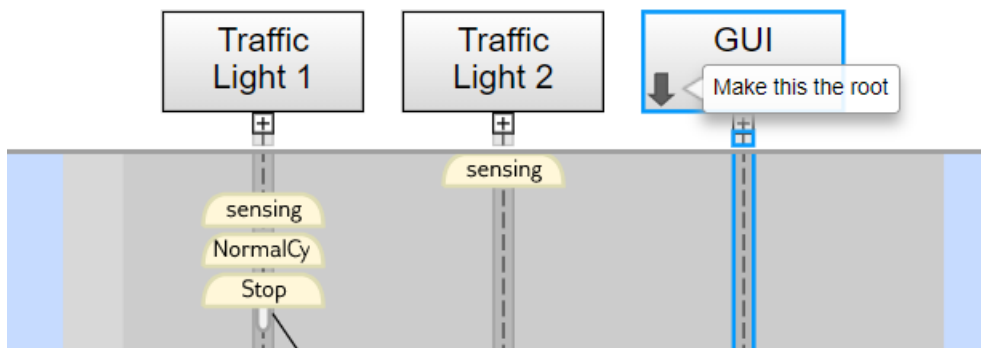 Traffic
Light 1
Traffic
Light 2
GUI
Make this the root
sensing
sensing
NormalCy
Stop